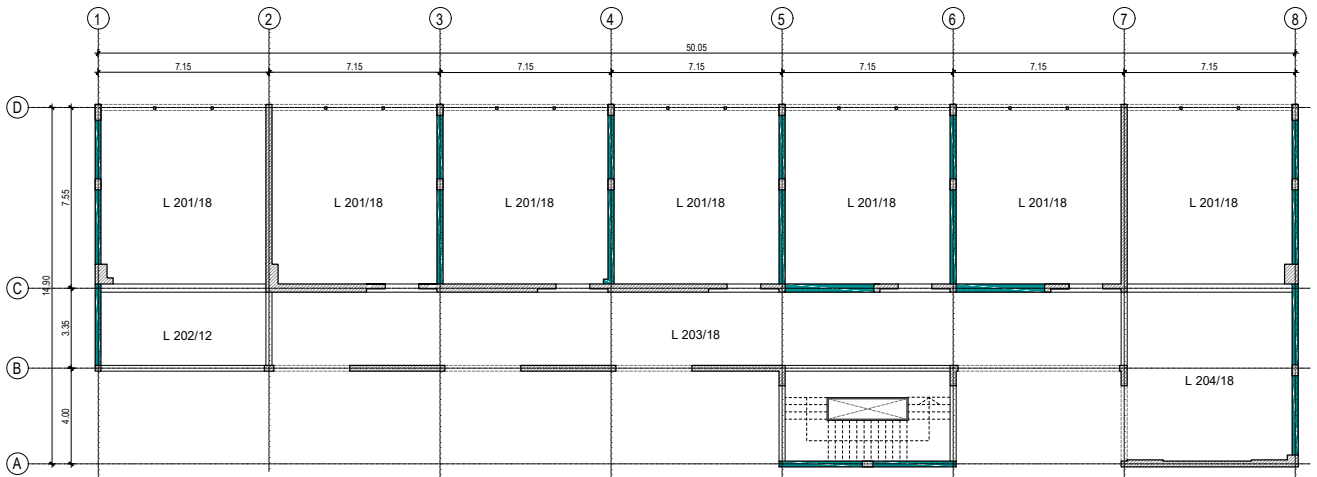 1 2 3 4 5 6 7 8
50.05
7.15 7.15 7.15 7.15 7.15 7.15 7.15
D
7.55
L 201/18 L 201/18 L 201/18 L 201/18 L 201/18 L 201/18 L 201/18
14.90
C
3.35
L 202/12 L 203/18
B
L 204/18
4.00
A